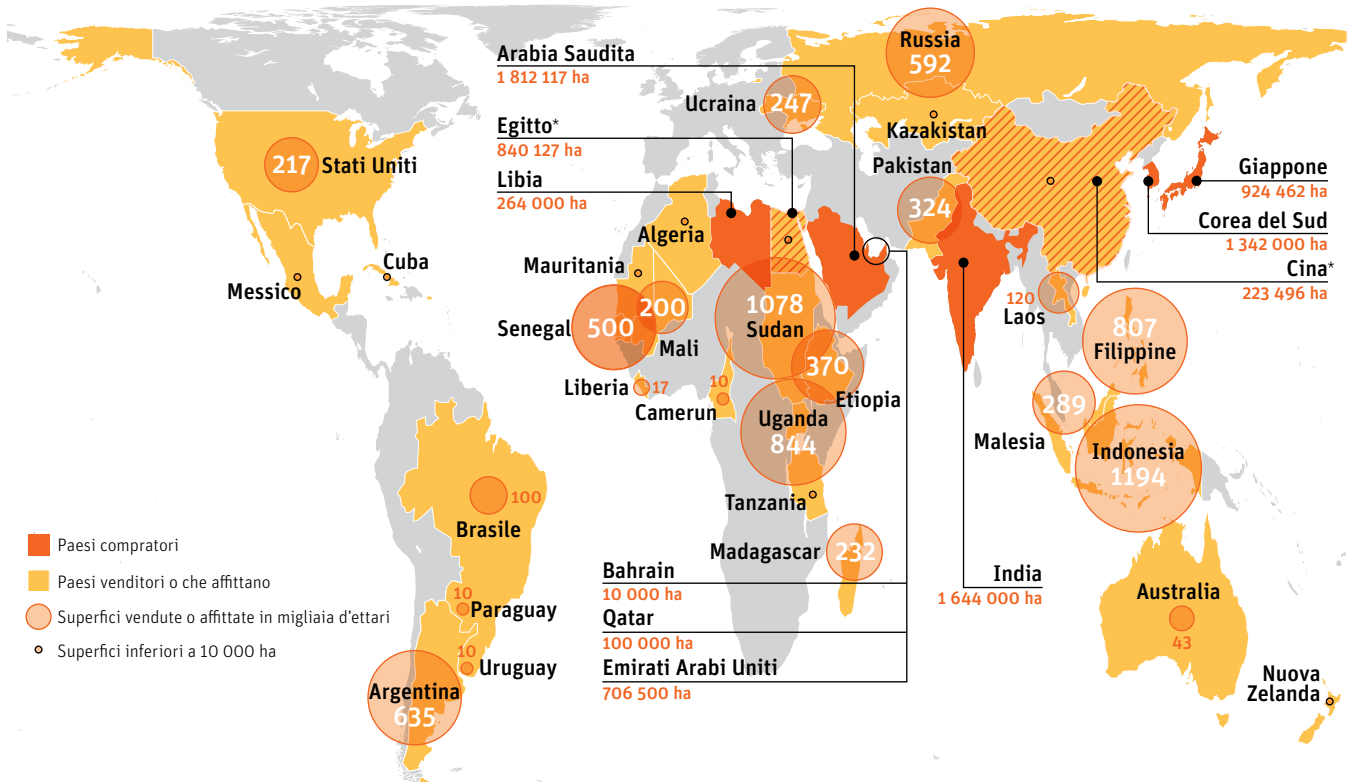 Russia
592
Arabia Saudita
1 812 117 ha
Ucraina
247
Egitto*
840 127 ha
Kazakistan
217
Stati Uniti
Pakistan
324
Giappone
924 462 ha
Libia
264 000 ha
Corea del Sud
1 342 000 ha
Algeria
Cina*
223 496 ha
Mauritania
Cuba
Messico
120
Laos
200
Mali
1078
Sudan
Senegal
500
807
Filippine
370
Etiopia
Liberia
17
10
Camerun
289
Malesia
Uganda
844
Indonesia
1194
100
Brasile
Tanzania
Madagascar
232
Paesi compratori
Paesi venditori o che affittano
Superfici vendute o affittate in migliaia d'ettari
Superfici inferiori a 10 000 ha
Bahrain
10 000 ha
Qatar
100 000 ha
Emirati Arabi Uniti
706 500 ha
India
1 644 000 ha
Australia
43
10
Paraguay
10
Uruguay
Argentina
635
Nuova
Zelanda